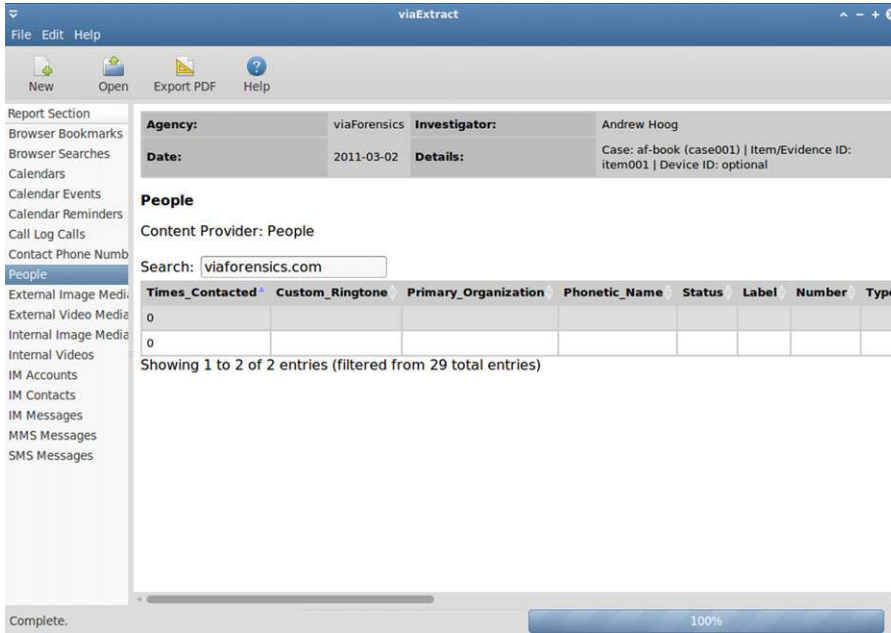 viaExtract
File Edit Help
New Open Export PDF Help
Report Section
Browser Bookmarks
Browser Searches
Calendars
Calendar Events
Calendar Reminders
Call Log Calls
Contact Phone Numb
People
External Image Medi
External Video Media
Internal Image Media
Internal Videos
IM Accounts
IM Contacts
IM Messages
MMS Messages
SMS Messages
Agency: viaForensics Investigator: Andrew Hoog
Date: 2011-03-02 Details: Case: af-book (case001) | Item/Evidence ID:
item001 | Device ID: optional
People
Content Provider: People
Search: viaforensics.com
Times_Contacted Custom_Ringtone Primary_Organization Phonetic_Name Status Label Number Type
0
0
Showing 1 to 2 of 2 entries (filtered from 29 total entries)
Complete. 100%